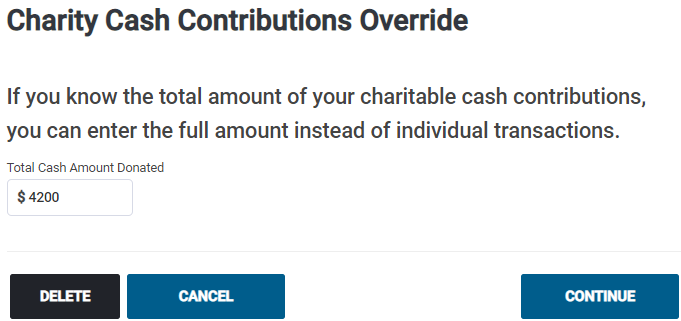 Charity Cash Contributions Override
If you know the total amount of your charitable cash contributions,
you can enter the full amount instead of individual transactions.
Total Cash Amount Donated
$ 4200
DELETE CANCEL CONTINUE